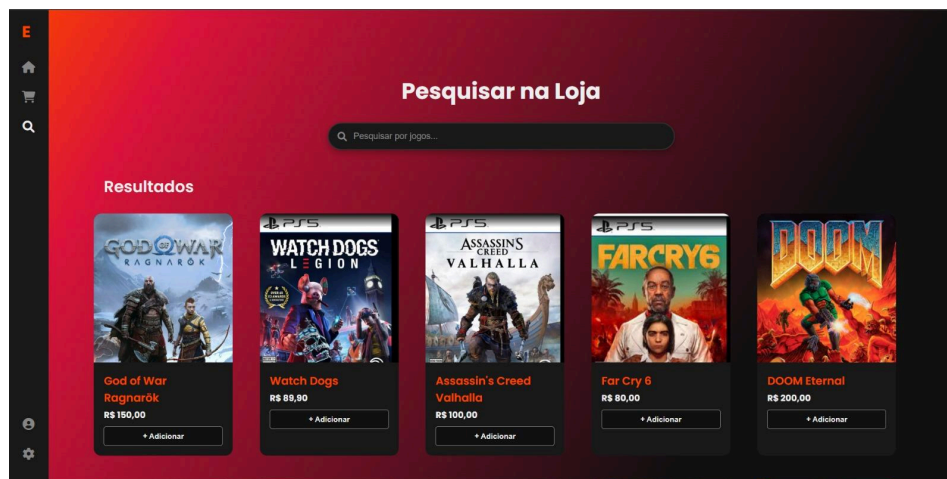 E
Pesquisar na Loja
Pesquisar por jogos...
Resultados
GOD OF WAR
RAGNARÖK
God of War
Ragnarök
R$ 150,00
+ Adicionar
PS5
WATCH DOGS
LEGION
Watch Dogs
R$ 89,90
+ Adicionar
PS5
ASSASSIN'S
CREED
VALHALLA
Assassin's Creed
Valhalla
R$ 100,00
+ Adicionar
PS5
FARCRY6
Far Cry 6
R$ 80,00
+ Adicionar
DOOM
DOOM Eternal
R$ 200,00
+ Adicionar